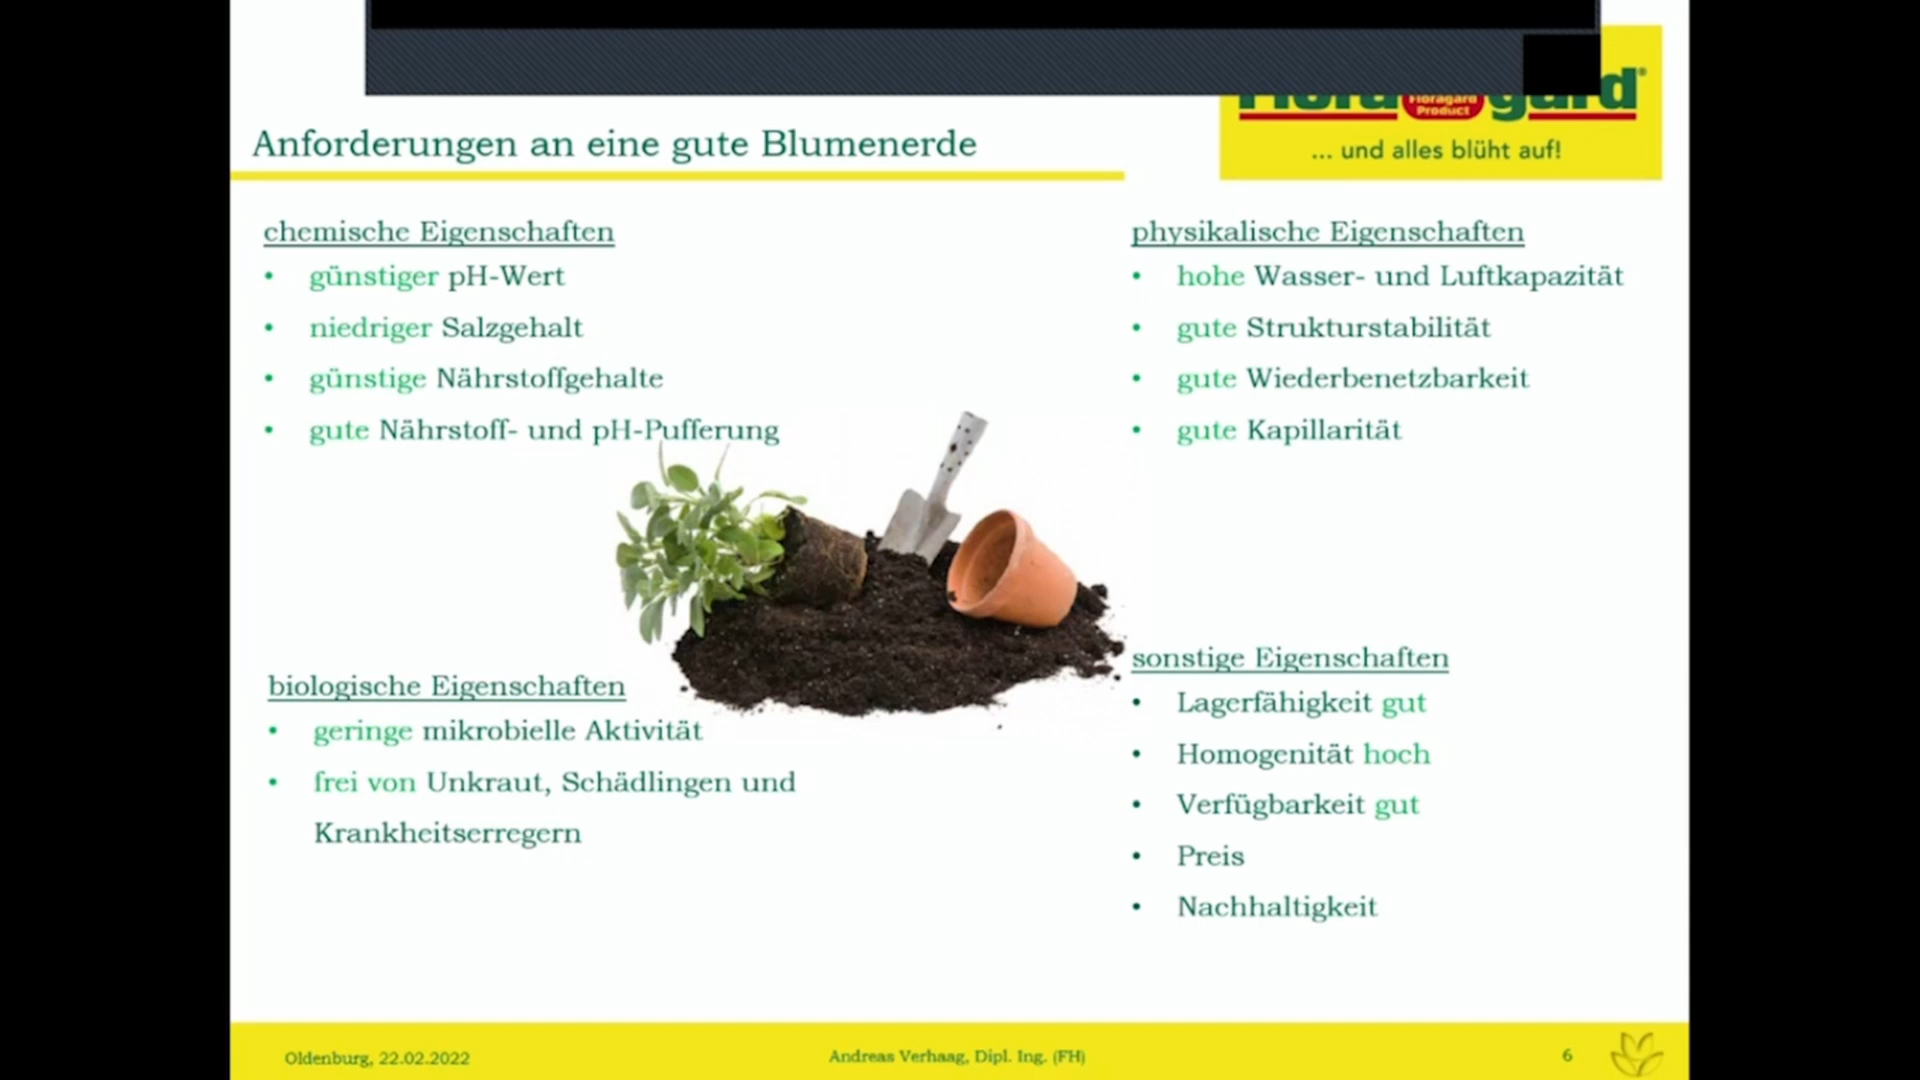 Floragard
Floragard
Product
... und alles blüht auf!
Anforderungen an eine gute Blumenerde
chemische Eigenschaften
• günstiger pH-Wert
• niedriger Salzgehalt
• günstige Nährstoffgehalte
• gute Nährstoff- und pH-Pufferung
physikalische Eigenschaften
• hohe Wasser- und Luftkapazität
• gute Strukturstabilität
• gute Wiederbenetzbarkeit
• gute Kapillarität
biologische Eigenschaften
• geringe mikrobielle Aktivität
• frei von Unkraut, Schädlingen und
Krankheitserregern
sonstige Eigenschaften
• Lagerfähigkeit gut
• Homogenität hoch
• Verfügbarkeit gut
• Preis
• Nachhaltigkeit
Oldenburg, 22.02.2022
Andreas Verhaag, Dipl. Ing. (FH)
6